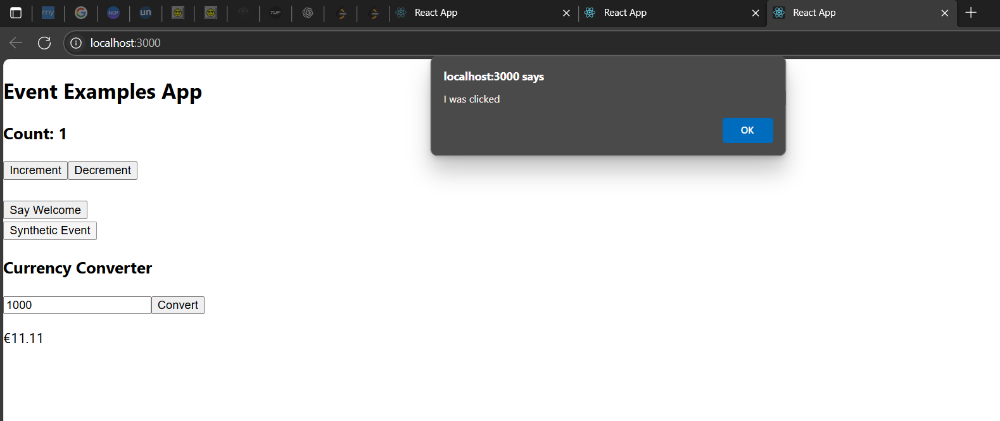 my NCP un TUF React App React App React App
localhost:3000
localhost:3000 says
I was clicked
OK
Event Examples App
Count: 1
Increment Decrement
Say Welcome
Synthetic Event
Currency Converter
1000 Convert
€11.11